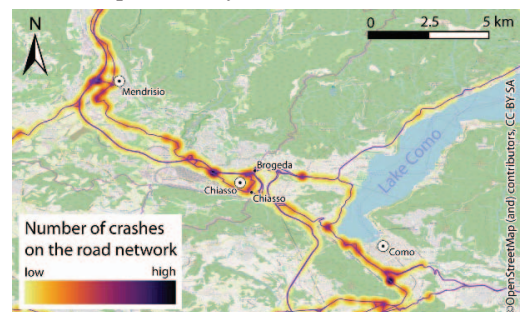 N
0 2.5 5 km
Mendrisio
Brogeda
Chiasso
Chiasso
Lake Como
Como
Number of crashes
on the road network
low high
©OpenStreetMap (and) contributors, CC-BY-SA